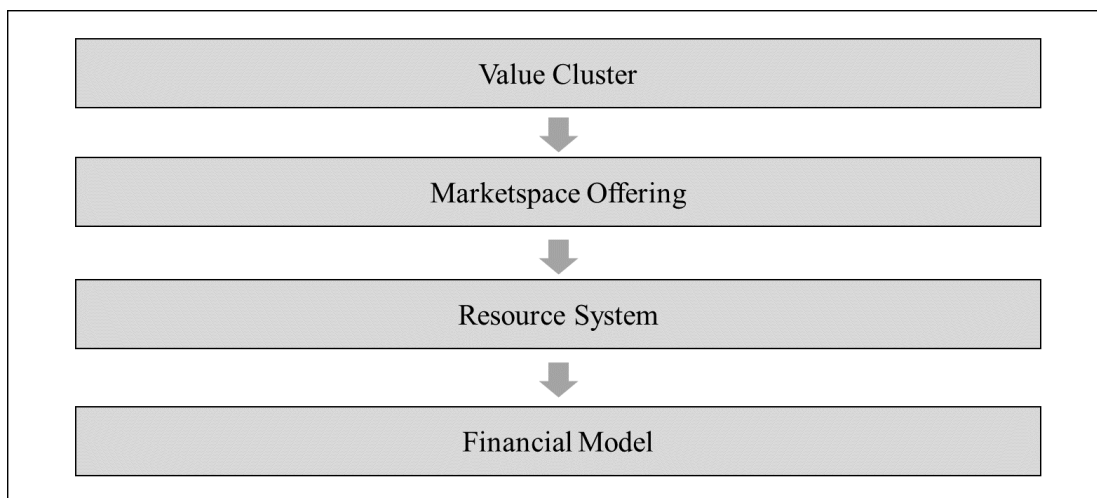 Value Cluster
Marketspace Offering
Resource System
Financial Model